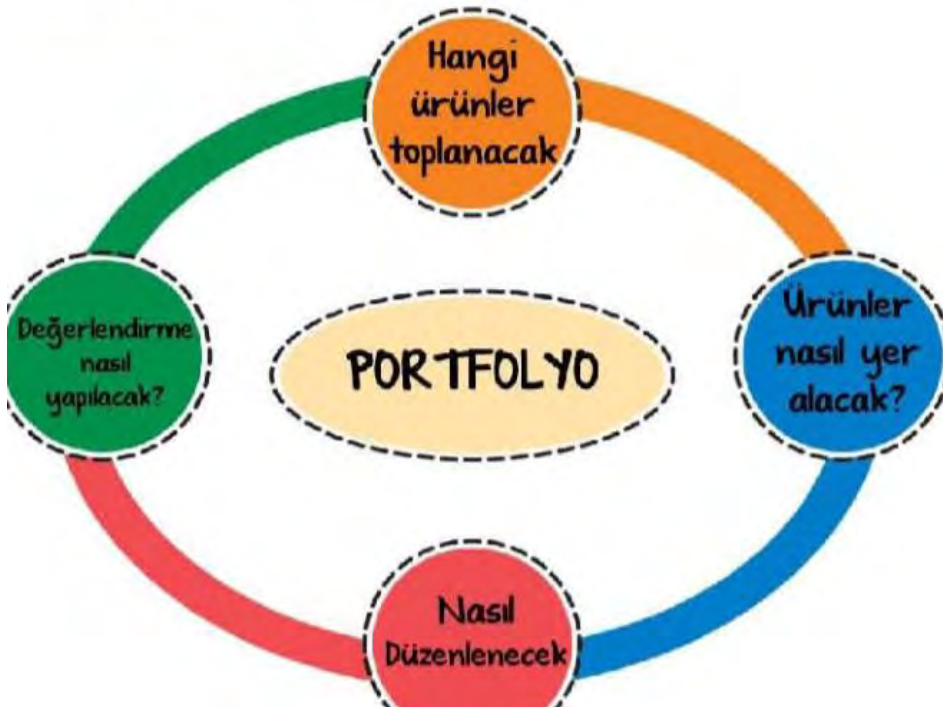 Hangi
ürünler
toplanacak
Değerlendirme
nasıl
yapılacak?
PORTFOLYO
Ürünler
nasıl yer
alacak?
Nasıl
Düzenlenecek